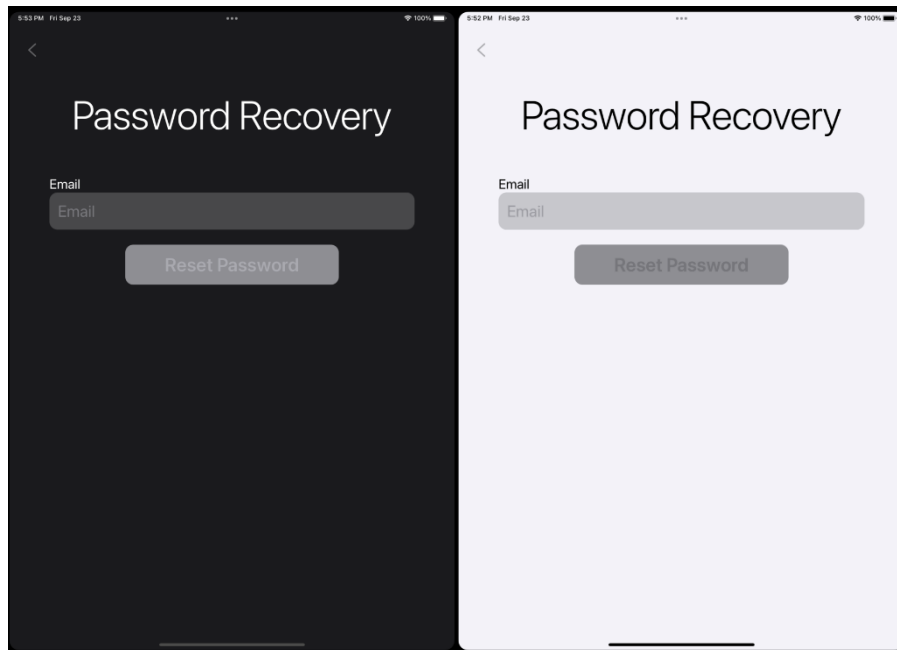 5:53 PM Fri Sep 23
100%
Password Recovery
Email
Email
Reset Password
5:52 PM Fri Sep 23
100%
Password Recovery
Email
Email
Reset Password